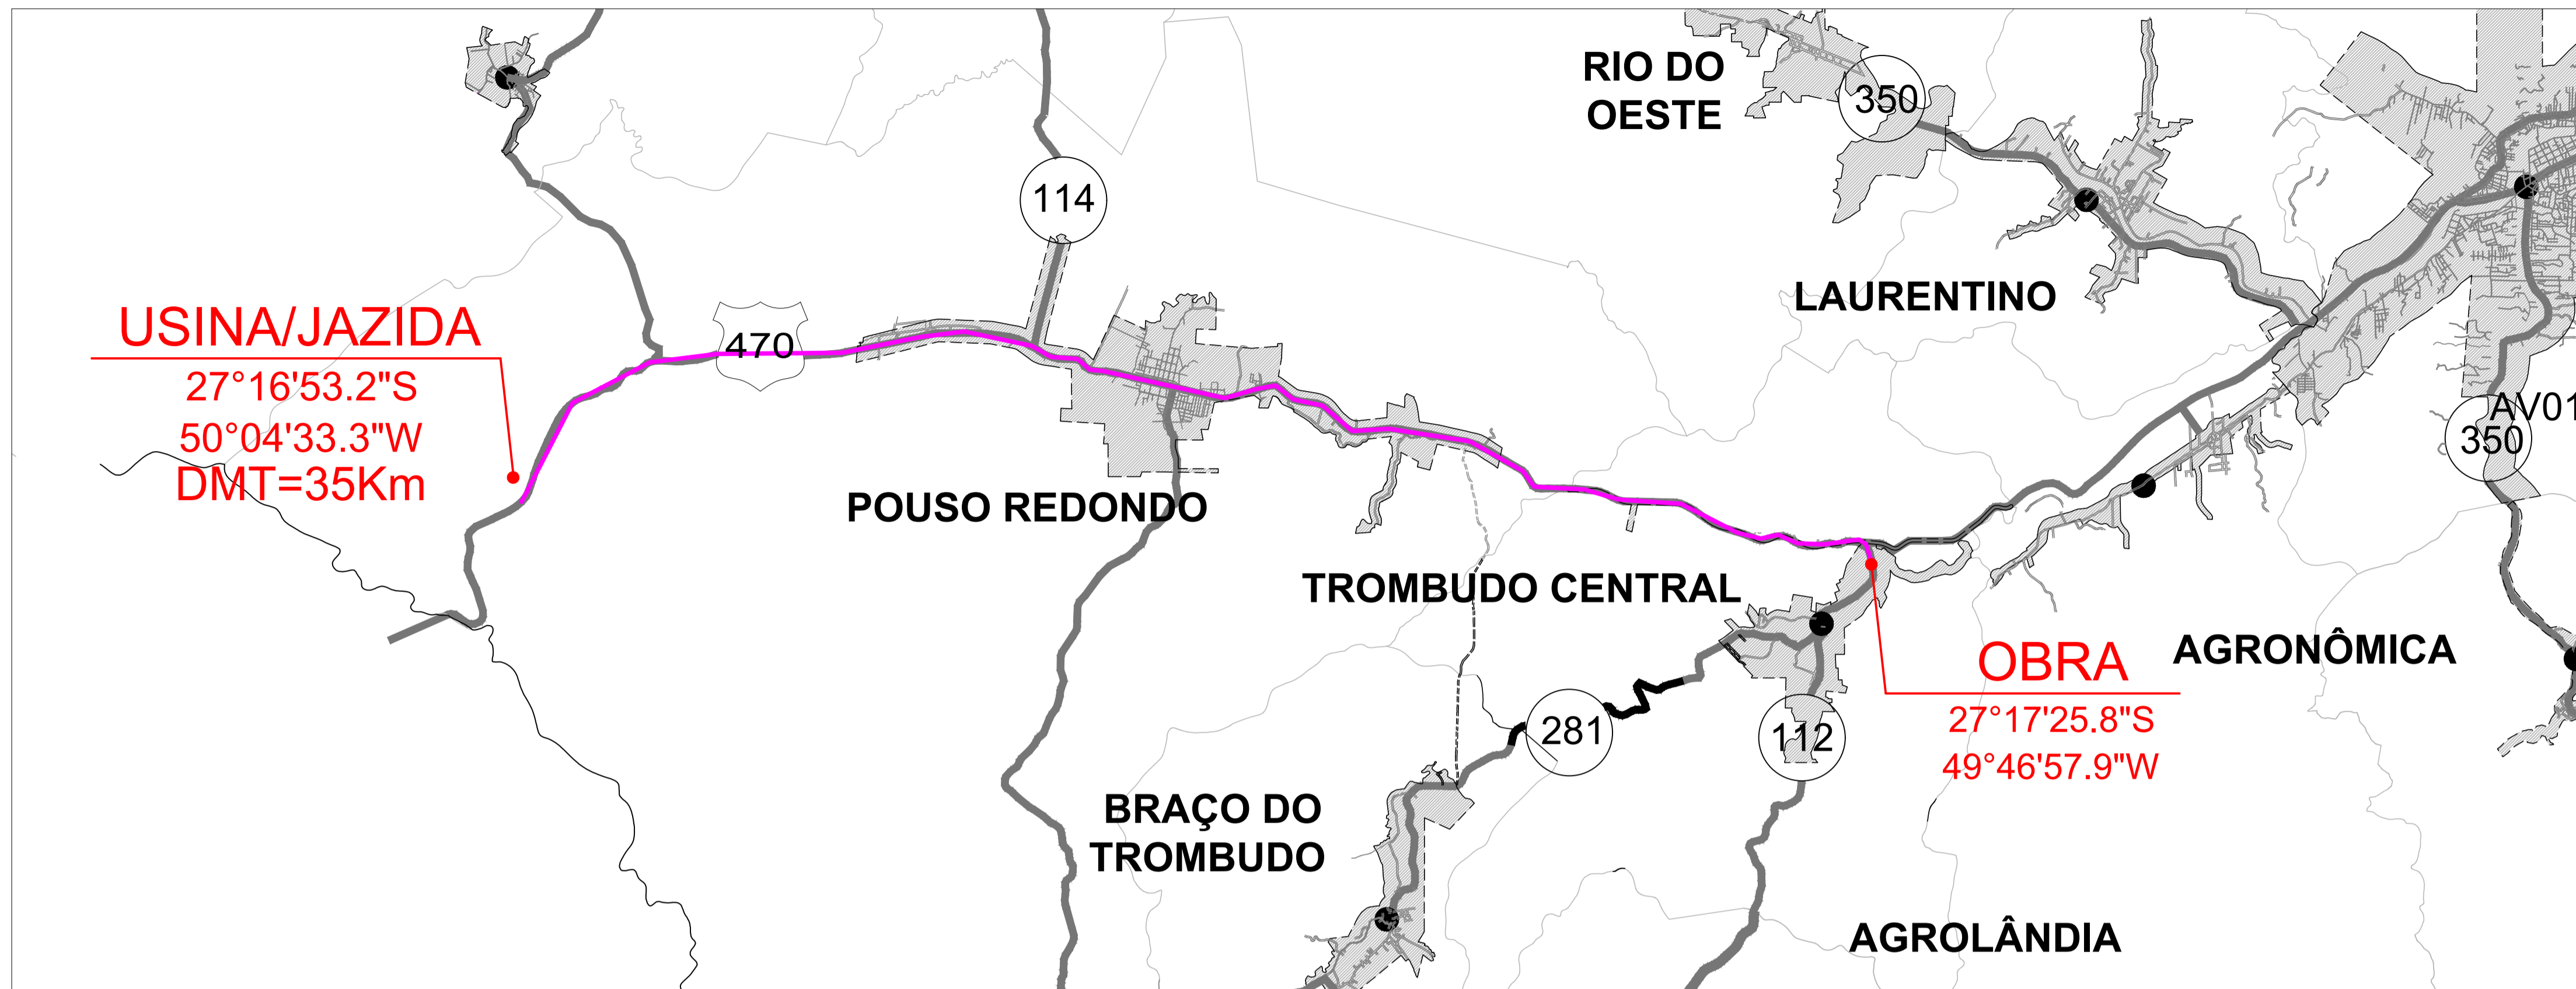 RIO DO
OESTE
350
114
LAURENTINO
USINA/JAZIDA
27°16'53.2"S
50°04'33.3"W
DMT=35Km
470
AV01
350
POUSO REDONDO
TROMBUDO CENTRAL
OBRA
27°17'25.8"S
49°46'57.9"W
AGRONÔMICA
281
112
BRAÇO DO
TROMBUDO
AGROLÂNDIA